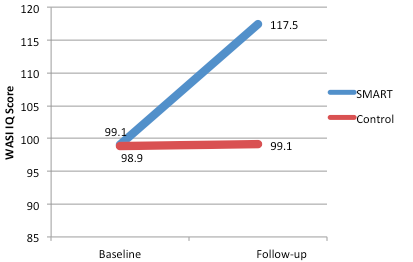 120
115
110
105
100
95
90
85
WASI IQ Score
99.1
98.9
117.5
99.1
SMART
Control
Baseline
Follow-up